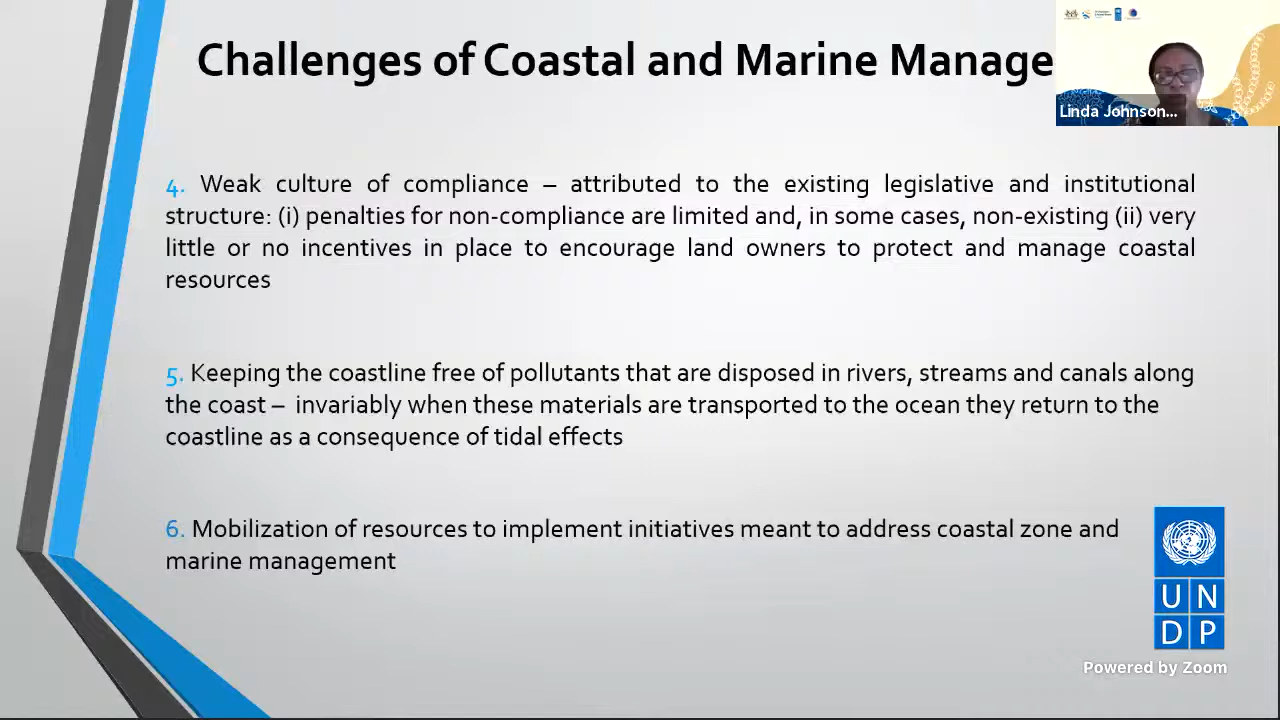 Challenges of Coastal and Marine Manage
Linda Johnson...
4. Weak culture of compliance – attributed to the existing legislative and institutional
structure: (i) penalties for non-compliance are limited and, in some cases, non-existing (ii) very
little or no incentives in place to encourage land owners to protect and manage coastal
resources
5. Keeping the coastline free of pollutants that are disposed in rivers, streams and canals along
the coast – invariably when these materials are transported to the ocean they return to the
coastline as a consequence of tidal effects
6. Mobilization of resources to implement initiatives meant to address coastal zone and
marine management
U N
D P
Powered by Zoom